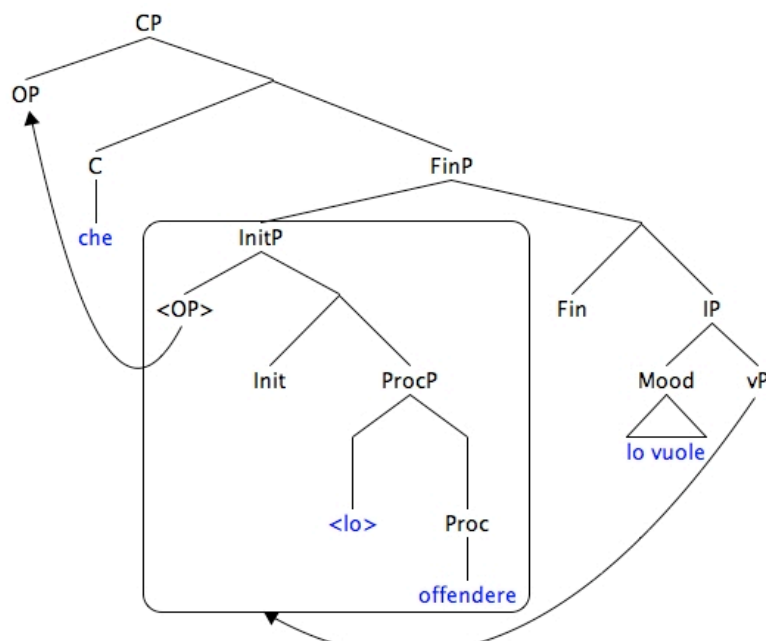 CP
OP
C FinP
che InitP
<OP> Fin IP
Init ProcP Mood vP
lo vuole
<lo> Proc
offendere